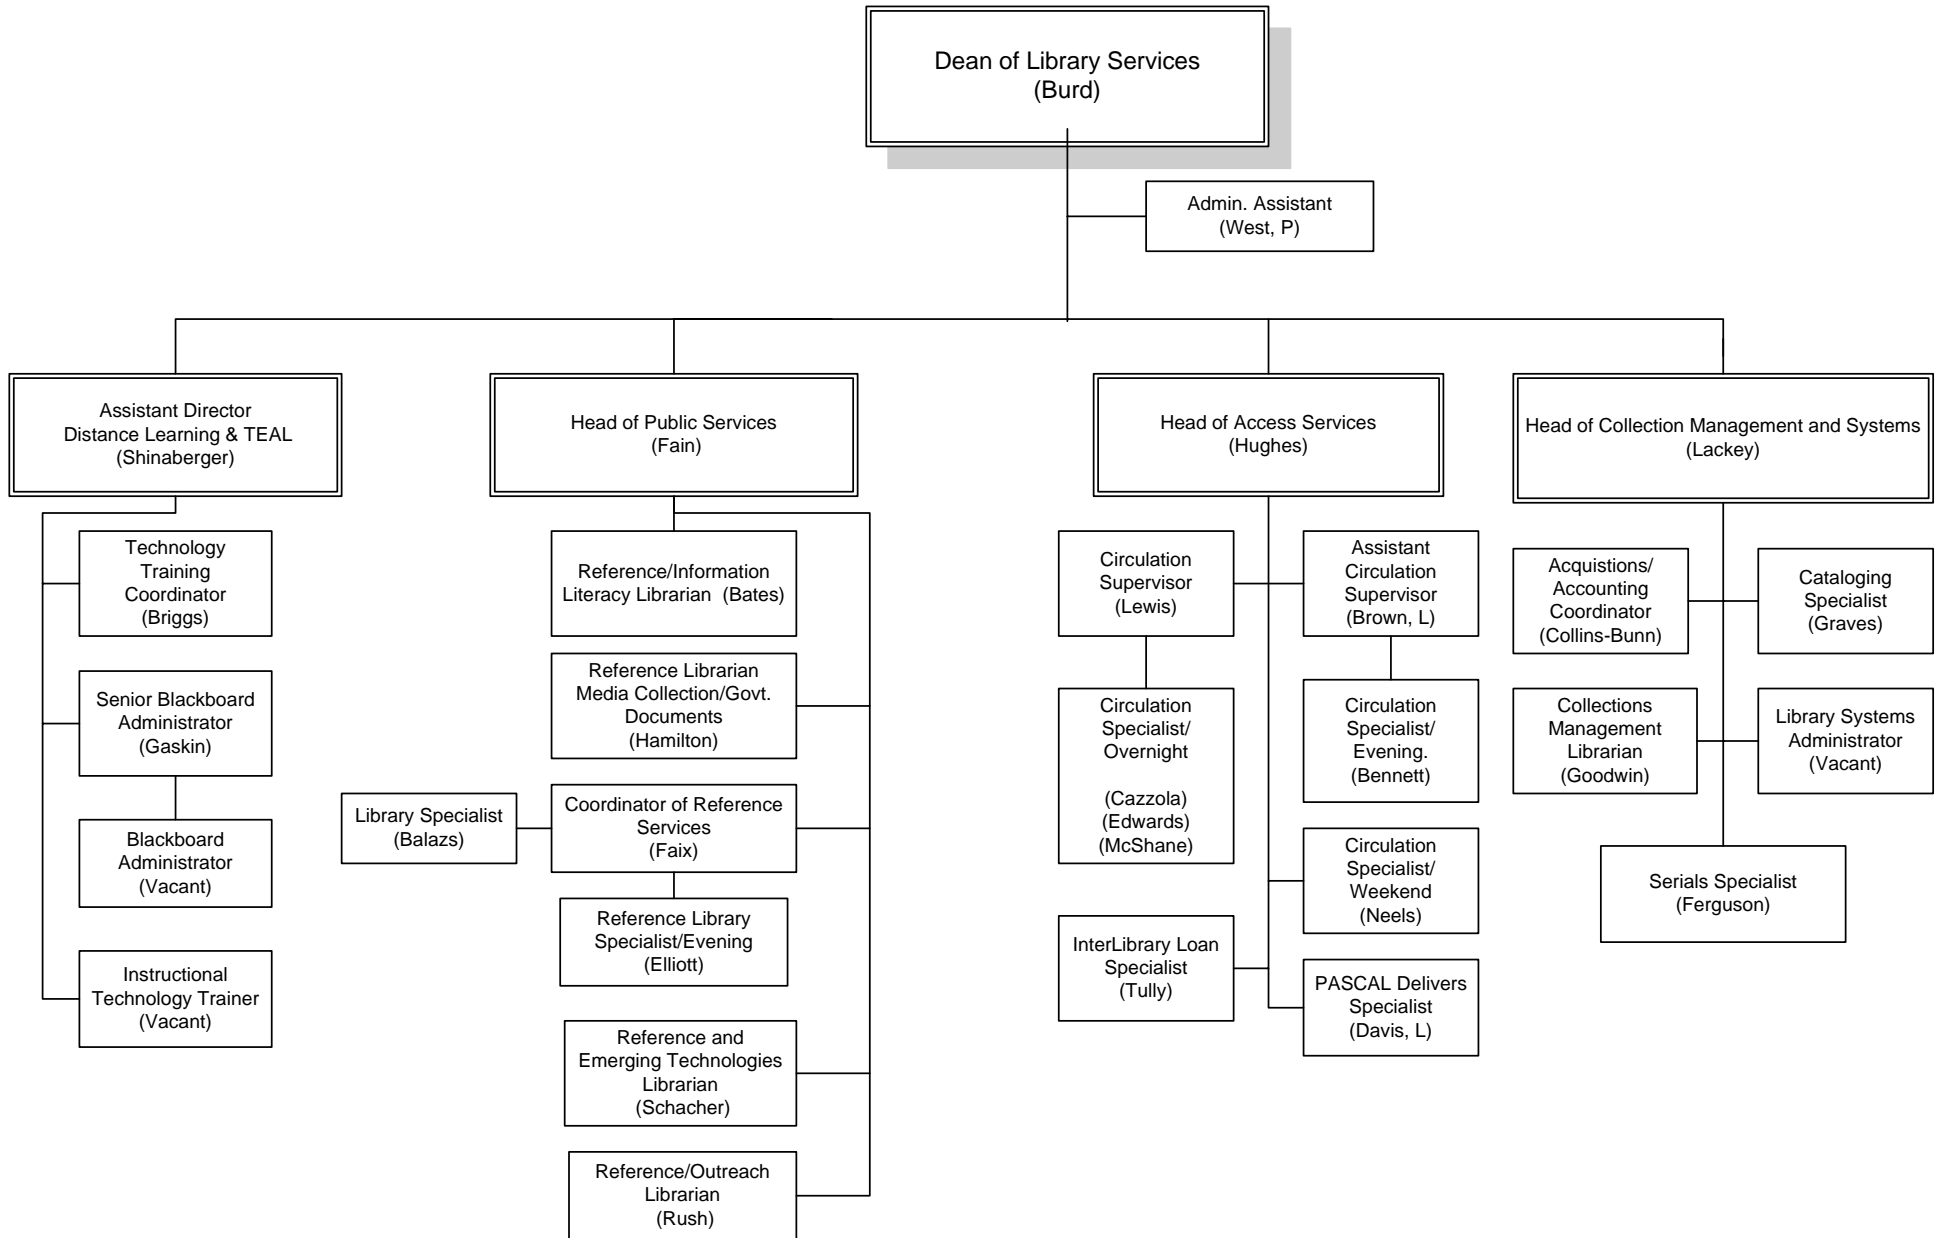 Dean of Library Services
(Burd)
Admin. Assistant
(West, P)
Assistant Director
Distance Learning & TEAL
(Shinaberger)
Head of Public Services
(Fain)
Head of Access Services
(Hughes)
Head of Collection Management and Systems
(Lackey)
Technology
Training
Coordinator
(Briggs)
Senior Blackboard
Administrator
(Gaskin)
Blackboard
Administrator
(Vacant)
Instructional
Technology Trainer
(Vacant)
Reference/Information
Literacy Librarian  (Bates)
Reference Librarian
Media Collection/Govt.
Documents
(Hamilton)
Library Specialist
(Balazs)
Coordinator of Reference
Services
(Faix)
Reference Library
Specialist/Evening
(Elliott)
Reference and
Emerging Technologies
Librarian
(Schacher)
Reference/Outreach
Librarian
(Rush)
Circulation
Supervisor
(Lewis)
Assistant
Circulation
Supervisor
(Brown, L)
Circulation
Specialist/
Overnight
(Cazzola)
(Edwards)
(McShane)
Circulation
Specialist/
Evening.
(Bennett)
Circulation
Specialist/
Weekend
(Neels)
InterLibrary Loan
Specialist
(Tully)
PASCAL Delivers
Specialist
(Davis, L)
Acquistions/
Accounting
Coordinator
(Collins-Bunn)
Cataloging
Specialist
(Graves)
Collections
Management
Librarian
(Goodwin)
Library Systems
Administrator
(Vacant)
Serials Specialist
(Ferguson)